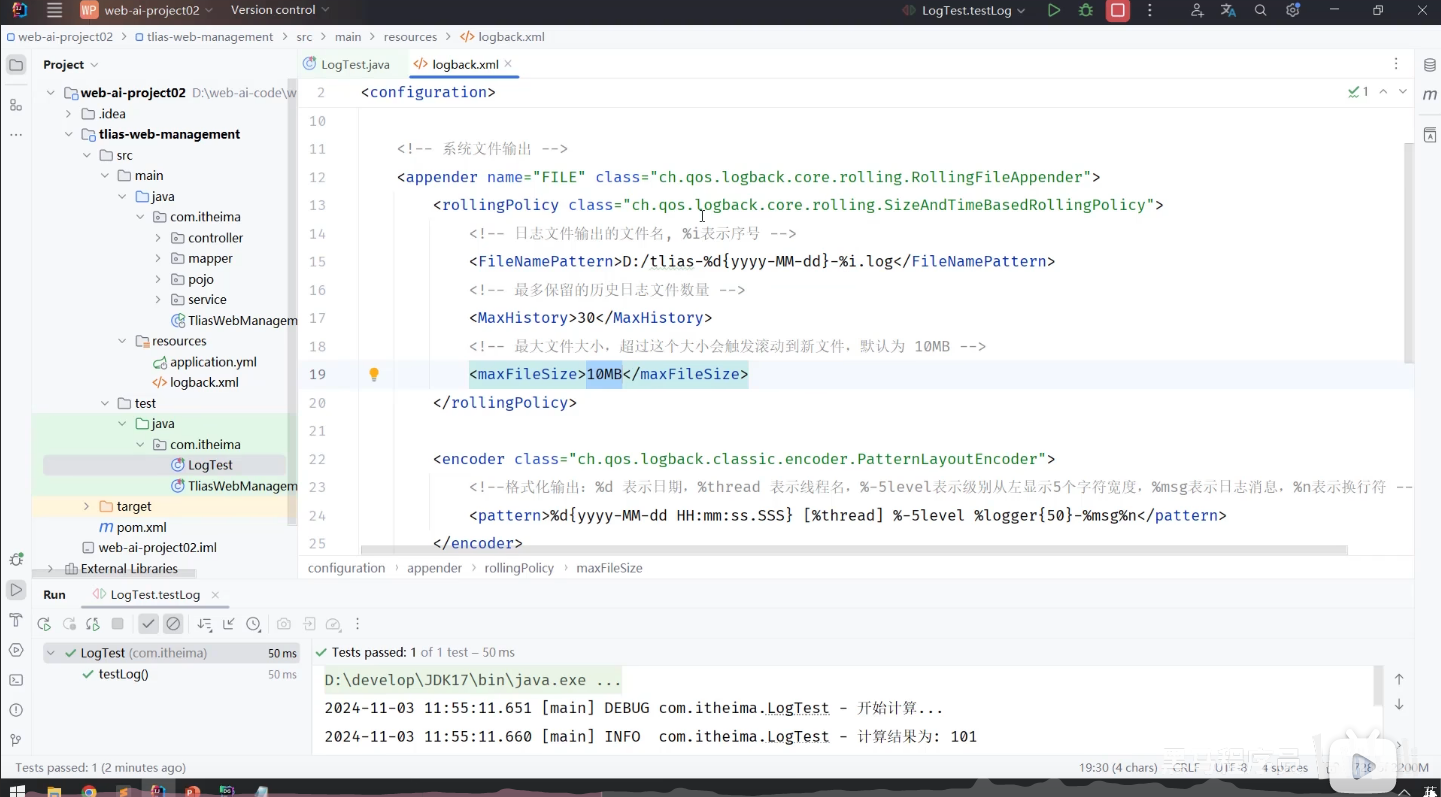 WP web-ai-project02 Version control LogTest.testLog
web-ai-project02 tlias-web-management src main resources logback.xml
Project
web-ai-project02 D:\web-ai-code\w
.idea
tlias-web-management
src
main
java
com.itheima
controller
mapper
pojo
service
TliasWebManagem
resources
application.yml
logback.xml
test
java
com.itheima
LogTest
TliasWebManagem
target
pom.xml
web-ai-project02.iml
External Libraries
LogTest.java logback.xml
2 <configuration> 1
10
11 <!-- 系统文件输出 -->
12 <appender name="FILE" class="ch.qos.logback.core.rolling.RollingFileAppender">
13 <rollingPolicy class="ch.qos.logback.core.rolling.SizeAndTimeBasedRollingPolicy">
14 <!-- 日志文件输出的文件名, %i表示序号 -->
15 <FileNamePattern>D:/tlias-%d{yyyy-MM-dd}-%i.log</FileNamePattern>
16 <!-- 最多保留的历史日志文件数量 -->
17 <MaxHistory>30</MaxHistory>
18 <!-- 最大文件大小，超过这个大小会触发滚动到新文件，默认为 10MB -->
19 <maxFileSize>10MB</maxFileSize>
20 </rollingPolicy>
21
22 <encoder class="ch.qos.logback.classic.encoder.PatternLayoutEncoder">
23 <!--格式化输出：%d 表示日期，%thread 表示线程名，%-5level表示级别从左显示5个字符宽度，%msg表示日志消息，%n表示换行符 --
24 <pattern>%d{yyyy-MM-dd HH:mm:ss.SSS} [%thread] %-5level %logger{50}-%msg%n</pattern>
25 </encoder>
configuration appender rollingPolicy maxFileSize
Run LogTest.testLog
LogTest (com.itheima) 50 ms
testLog() 50 ms
Tests passed: 1 of 1 test – 50 ms
D:\develop\JDK17\bin\java.exe ...
2024-11-03 11:55:11.651 [main] DEBUG com.itheima.LogTest - 开始计算...
2024-11-03 11:55:11.660 [main] INFO com.itheima.LogTest - 计算结果为: 101
Tests passed: 1 (2 minutes ago) 19:30 (4 chars) CRLF UTF-8 4 spaces